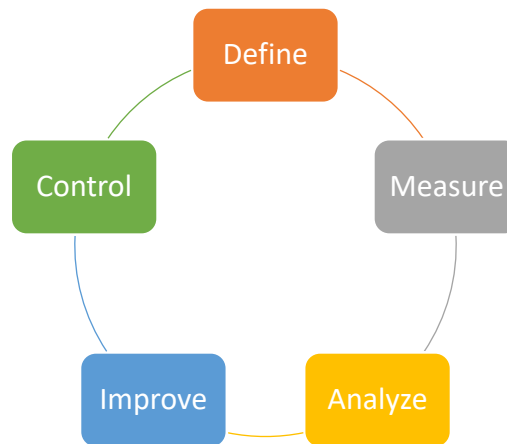 Define
Measure
Analyze
Improve
Control